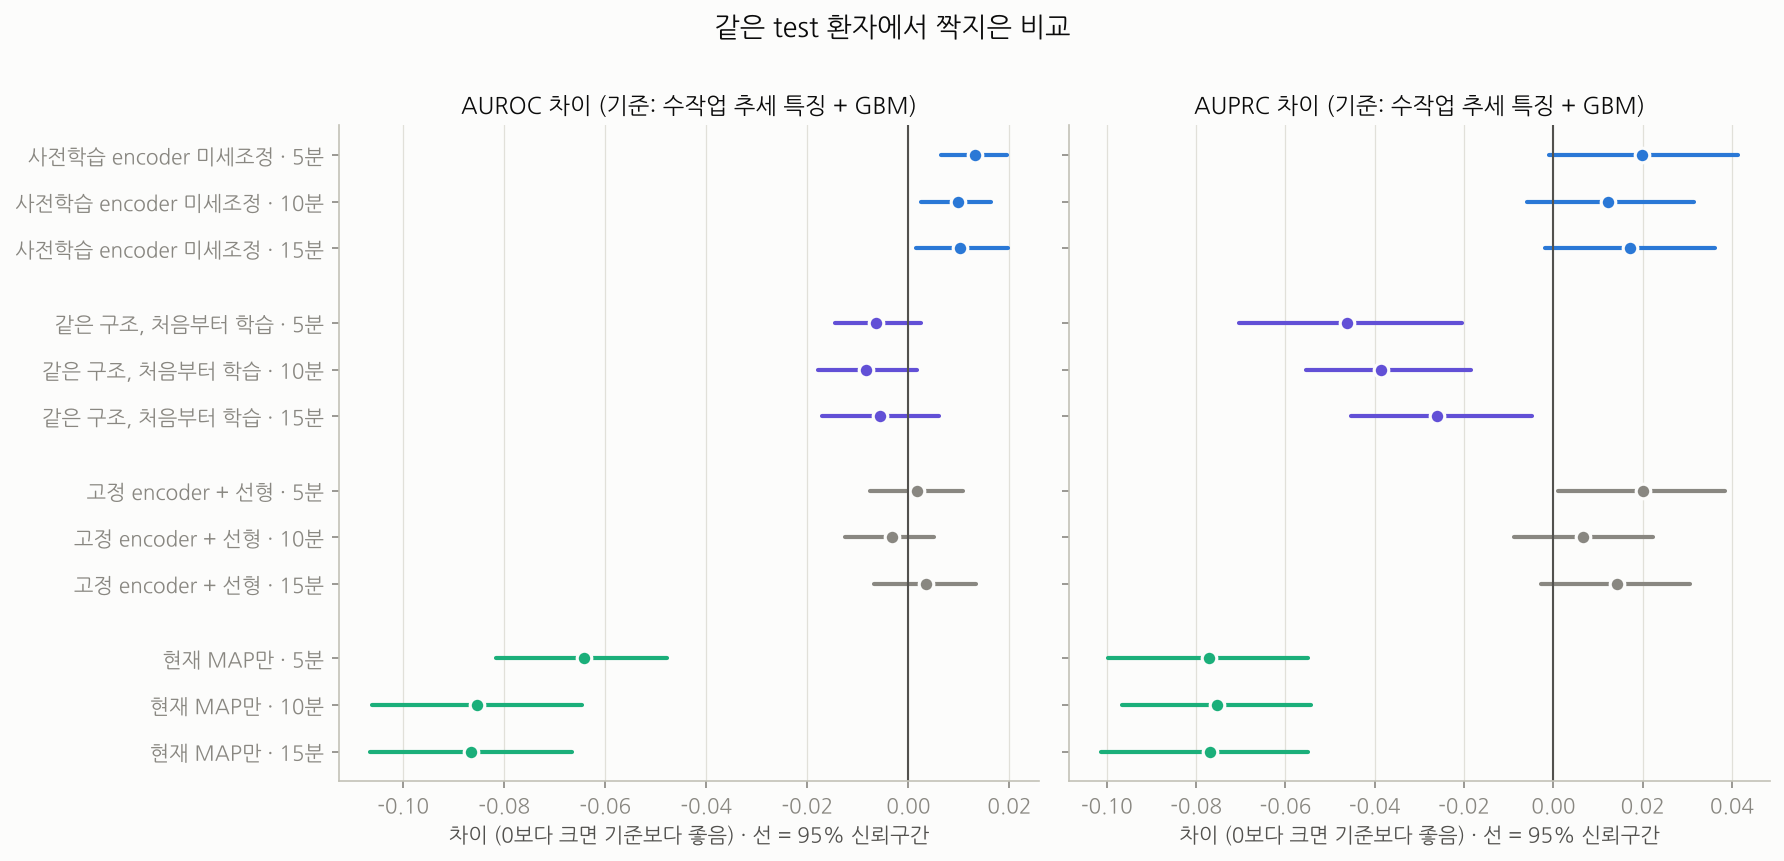 같은 test 환자에서 짝지은 비교
AUROC 차이 (기준: 수작업 추세 특징 + GBM)
사전학습 encoder 미세조정 · 5분
사전학습 encoder 미세조정 · 10분
사전학습 encoder 미세조정 · 15분
같은 구조, 처음부터 학습 · 5분
같은 구조, 처음부터 학습 · 10분
같은 구조, 처음부터 학습 · 15분
고정 encoder + 선형 · 5분
고정 encoder + 선형 · 10분
고정 encoder + 선형 · 15분
현재 MAP만 · 5분
현재 MAP만 · 10분
현재 MAP만 · 15분
-0.10 -0.08 -0.06 -0.04 -0.02 0.00 0.02
차이 (0보다 크면 기준보다 좋음) · 선 = 95% 신뢰구간
AUPRC 차이 (기준: 수작업 추세 특징 + GBM)
-0.10 -0.08 -0.06 -0.04 -0.02 0.00 0.02 0.04
차이 (0보다 크면 기준보다 좋음) · 선 = 95% 신뢰구간